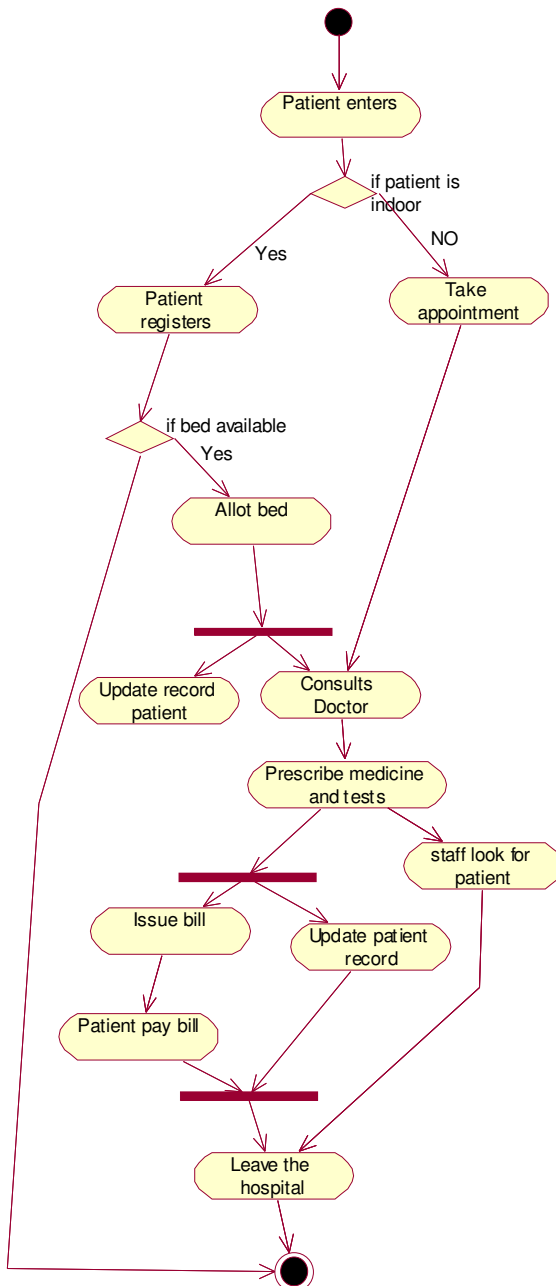 Patient enters
if patient is
indoor
Yes
NO
Patient
registers
Take
appointment
if bed available
Yes
Allot bed
Update record
patient
Consults
Doctor
Prescribe medicine
and tests
staff look for
patient
Issue bill
Update patient
record
Patient pay bill
Leave the
hospital